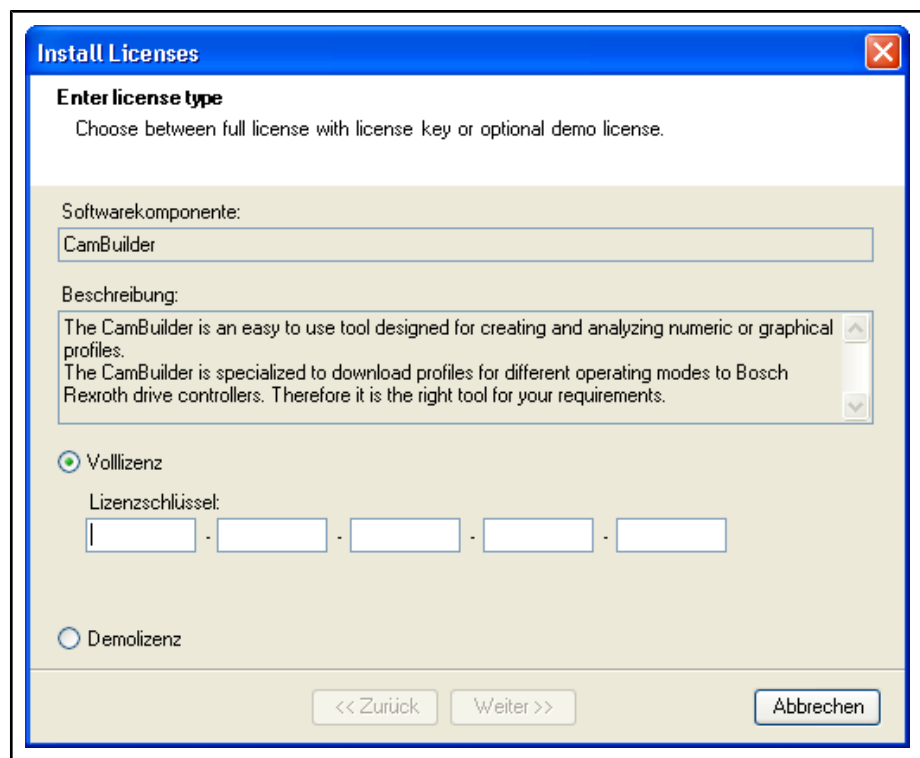 Install Licenses
Enter license type
Choose between full license with license key or optional demo license.
Softwarekomponente:
CamBuilder
Beschreibung:
The CamBuilder is an easy to use tool designed for creating and analyzing numeric or graphical
profiles.
The CamBuilder is specialized to download profiles for different operating modes to Bosch
Rexroth drive controllers. Therefore it is the right tool for your requirements.
Volllizenz
Lizenzschlüssel:
- - - -
Demolizenz
<< Zurück Weiter >> Abbrechen